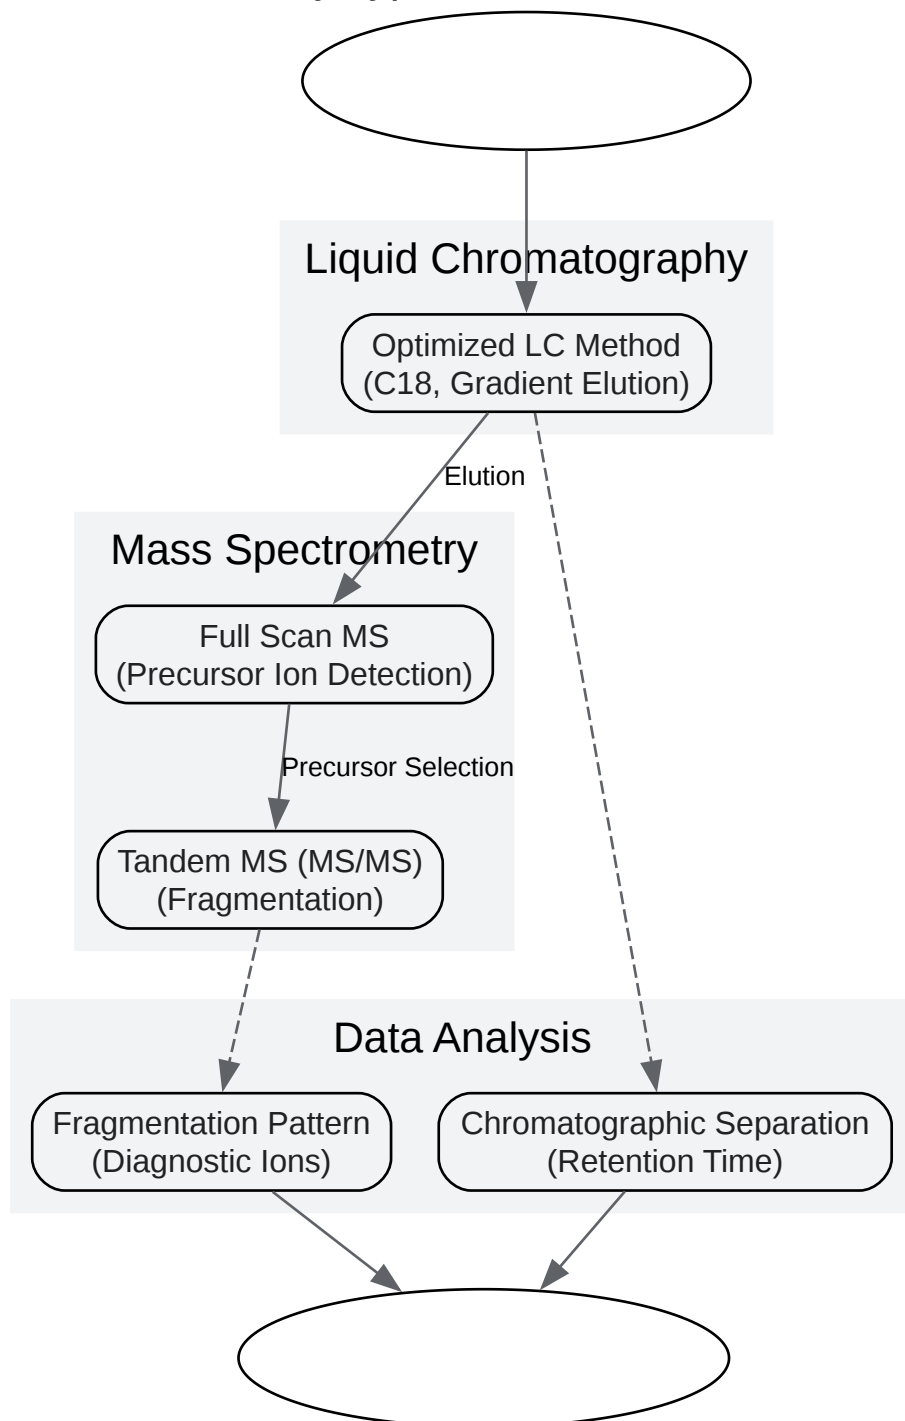 Liquid Chromatography
Optimized LC Method
(C18, Gradient Elution)
Elution
Mass Spectrometry
Full Scan MS
(Precursor Ion Detection)
Precursor Selection
Tandem MS (MS/MS)
(Fragmentation)
Data Analysis
Fragmentation Pattern
(Diagnostic Ions)
Chromatographic Separation
(Retention Time)